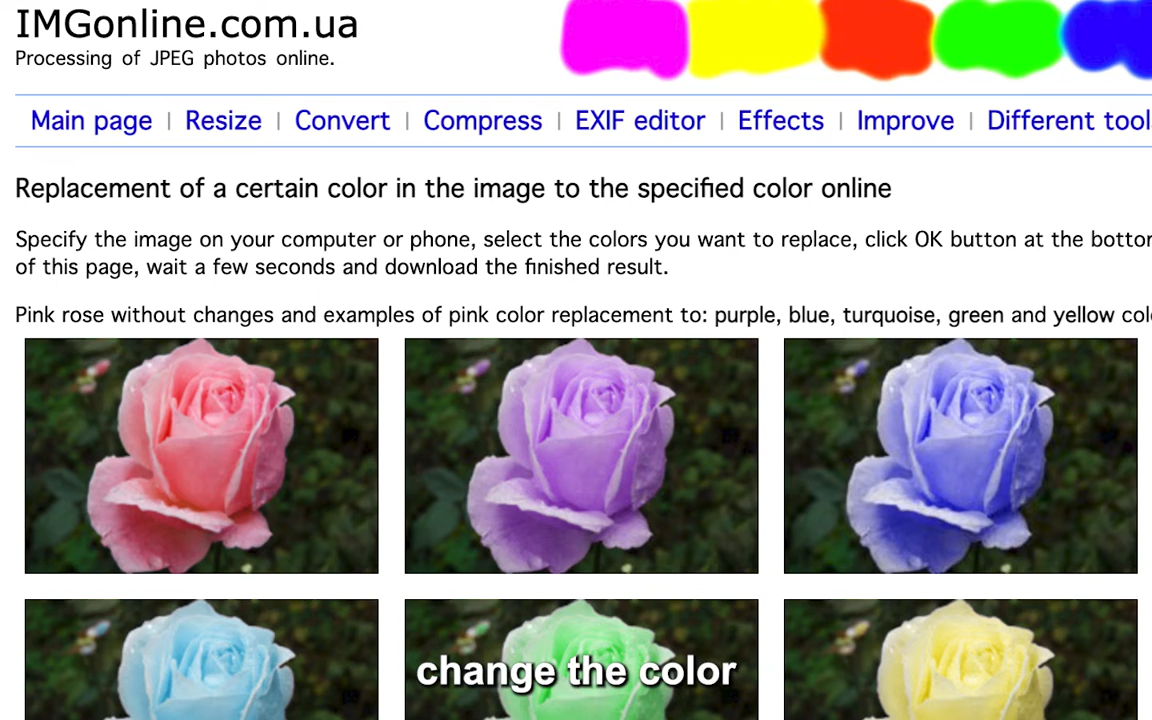 IMGonline.com.ua
Processing of JPEG photos online.
Main page | Resize | Convert | Compress | EXIF editor | Effects | Improve | Different tool
Replacement of a certain color in the image to the specified color online
Specify the image on your computer or phone, select the colors you want to replace, click OK button at the bottor
of this page, wait a few seconds and download the finished result.
Pink rose without changes and examples of pink color replacement to: purple, blue, turquoise, green and yellow colo
change the color